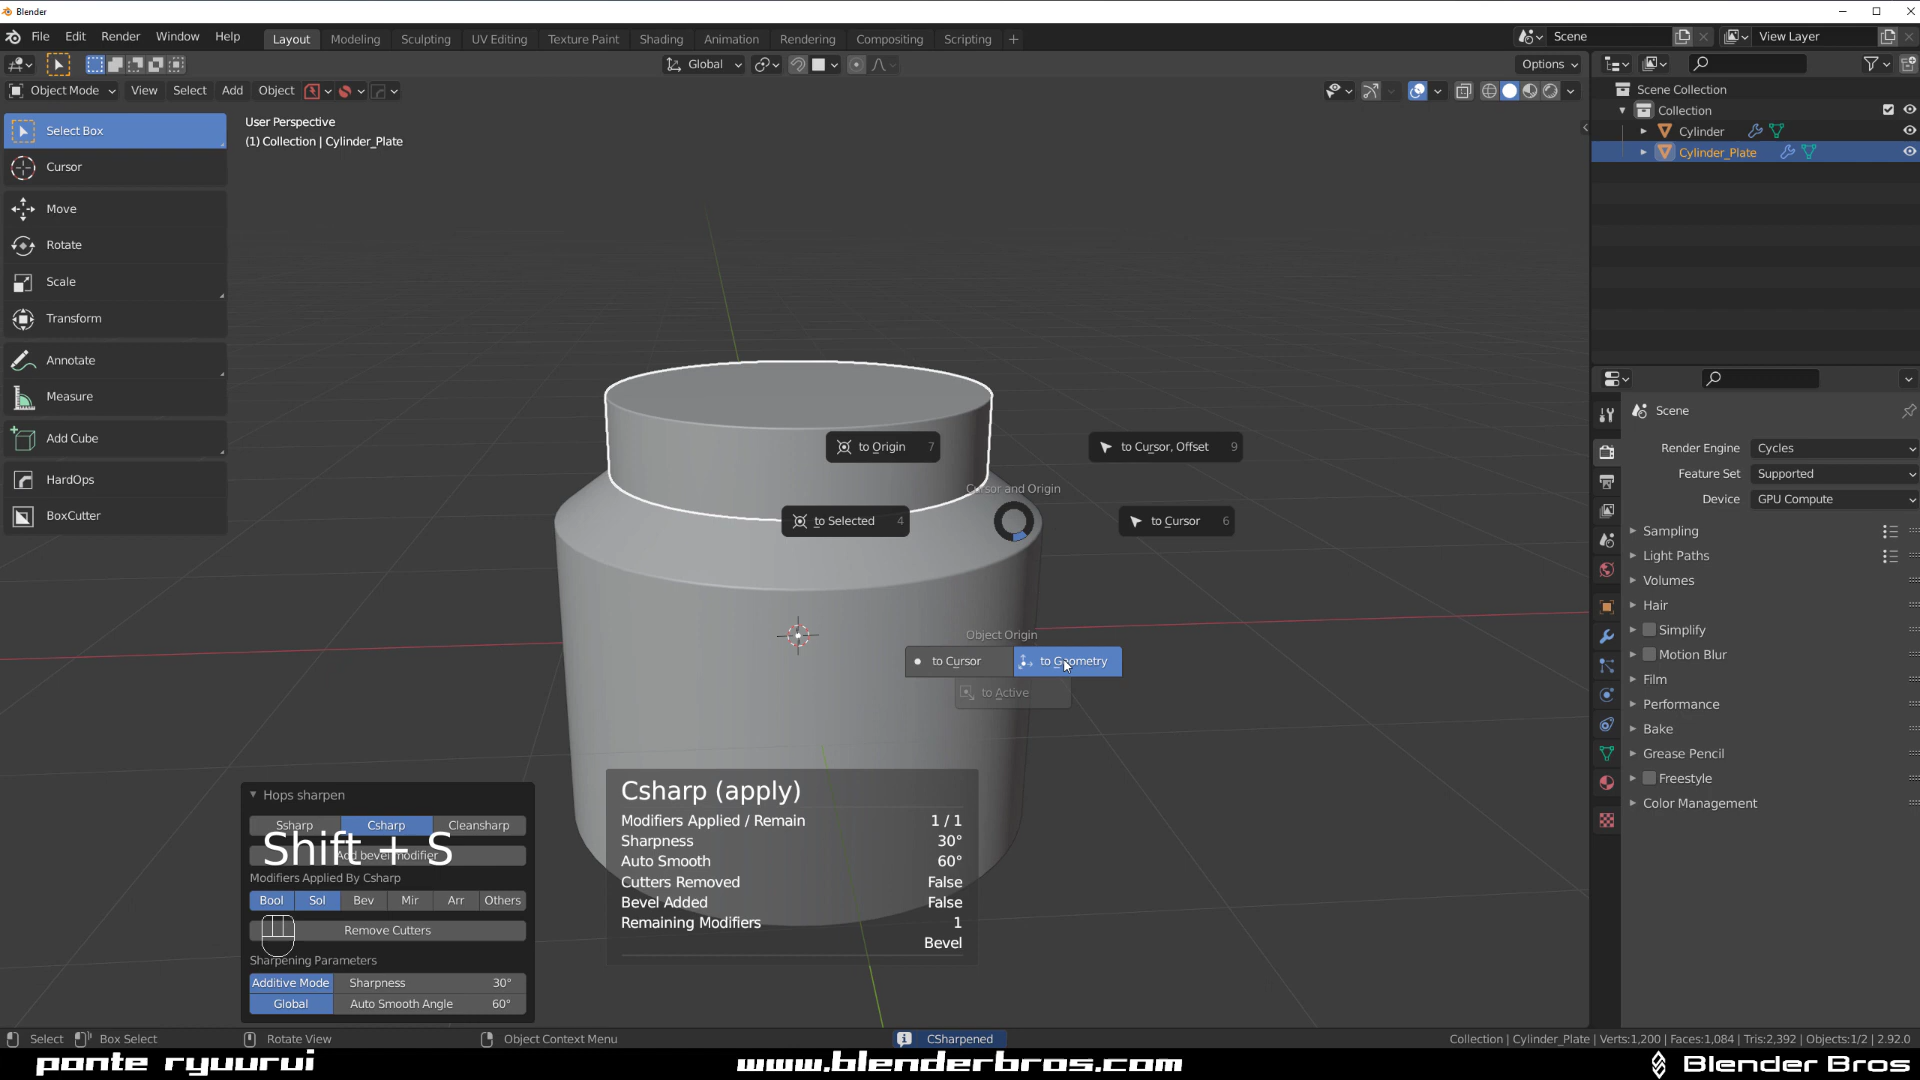 Blender
File Edit Render Window Help
Layout Modeling Sculpting UV Editing Texture Paint Shading Animation Rendering Compositing Scripting +
Scene
View Layer
Global
Options
Object Mode View Select Add Object
User Perspective
(1) Collection | Cylinder_Plate
Select Box
Cursor
Move
Rotate
Scale
Transform
Annotate
Measure
Add Cube
HardOps
BoxCutter
Scene Collection
Collection
Cylinder
Cylinder_Plate
to Origin 7
to Cursor, Offset 9
Cursor and Origin
to Selected 4
to Cursor 6
Object Origin
to Cursor
to Geometry
to Active
Scene
Render Engine Cycles
Feature Set Supported
Device GPU Compute
Sampling
Light Paths
Volumes
Hair
Simplify
Motion Blur
Film
Performance
Bake
Grease Pencil
Freestyle
Color Management
Hops sharpen
Ssharp Csharp Cleansharp
Add bevel modifier
Shift + S
Modifiers Applied By Csharp
Bool Sol Bev Mir Arr Others
Remove Cutters
Sharpening Parameters
Additive Mode Sharpness 30°
Global Auto Smooth Angle 60°
Csharp (apply)
Modifiers Applied / Remain 1 / 1
Sharpness 30°
Auto Smooth 60°
Cutters Removed False
Bevel Added False
Remaining Modifiers 1
Bevel
Select Box Select Rotate View Object Context Menu
CSharpened
Collection | Cylinder_Plate | Verts:1,200 | Faces:1,084 | Tris:2,392 | Objects:1/2 | 2.92.0
ponte ryuurui
www.blenderbros.com
Blender Bros